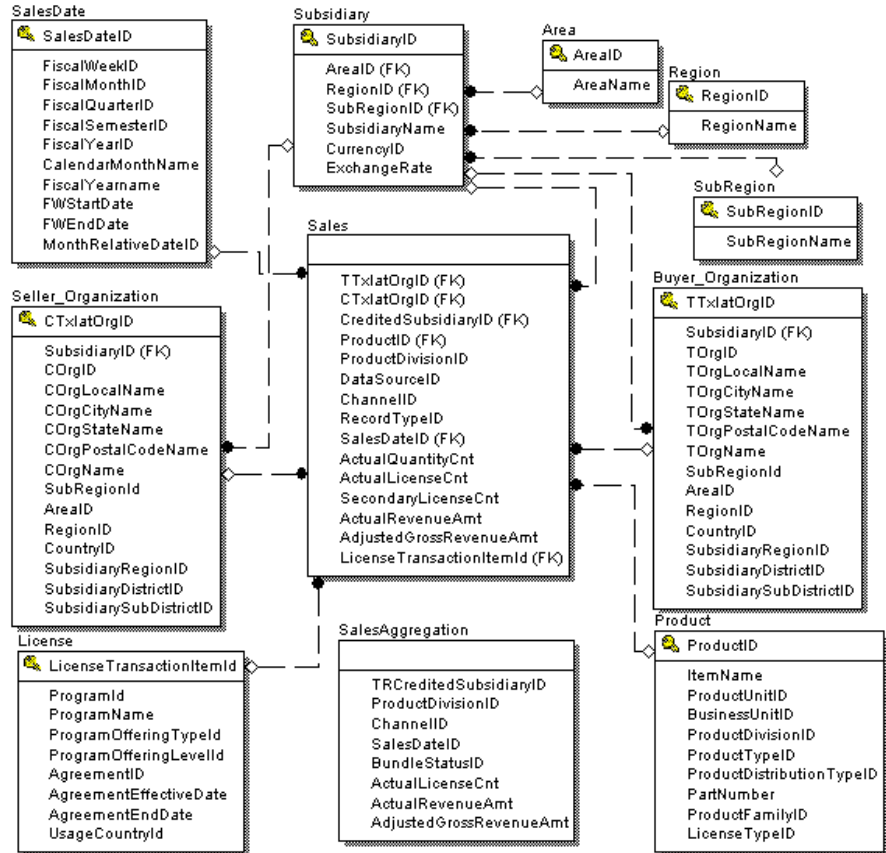 SalesDate
SalesDateID
FiscalWeekID
FiscalMonthID
FiscalQuarterID
FiscalSemesterID
FiscalYearID
CalendarMonthName
FiscalYearname
FWStartDate
FWEndDate
MonthRelativeDateID
Subsidiary
SubsidiaryID
AreaID (FK)
RegionID (FK)
SubRegionID (FK)
SubsidiaryName
CurrencyID
ExchangeRate
Area
AreaID
AreaName
Region
RegionID
RegionName
SubRegion
SubRegionID
SubRegionName
Seller_Organization
CTxlatOrgID
SubsidiaryID (FK)
COrgID
COrgLocalName
COrgCityName
COrgStateName
COrgPostalCodeName
COrgName
SubRegionId
AreaID
RegionID
CountryID
SubsidiaryRegionID
SubsidiaryDistrictID
SubsidiarySubDistrictID
Sales
TTxlatOrgID (FK)
CTxlatOrgID (FK)
CreditedSubsidiaryID (FK)
ProductID (FK)
ProductDivisionID
DataSourceID
ChannelID
RecordTypeID
SalesDateID (FK)
ActualQuantityCnt
ActualLicenseCnt
SecondaryLicenseCnt
ActualRevenueAmt
AdjustedGrossRevenueAmt
LicenseTransactionItemId (FK)
Buyer_Organization
TTxlatOrgID
SubsidiaryID (FK)
TOrgID
TOrgLocalName
TOrgCityName
TOrgStateName
TOrgPostalCodeName
TOrgName
SubRegionId
AreaID
RegionID
CountryID
SubsidiaryRegionID
SubsidiaryDistrictID
SubsidiarySubDistrictID
License
LicenseTransactionItemId
ProgramId
ProgramName
ProgramOfferingTypeId
ProgramOfferingLevelId
AgreementID
AgreementEffectiveDate
AgreementEndDate
UsageCountryId
SalesAggregation
TRCreditedSubsidiaryID
ProductDivisionID
ChannelID
SalesDateID
BundleStatusID
ActualLicenseCnt
ActualRevenueAmt
AdjustedGrossRevenueAmt
Product
ProductID
ItemName
ProductUnitID
BusinessUnitID
ProductDivisionID
ProductTypeID
ProductDistributionTypeID
PartNumber
ProductFamilyID
LicenseTypeID